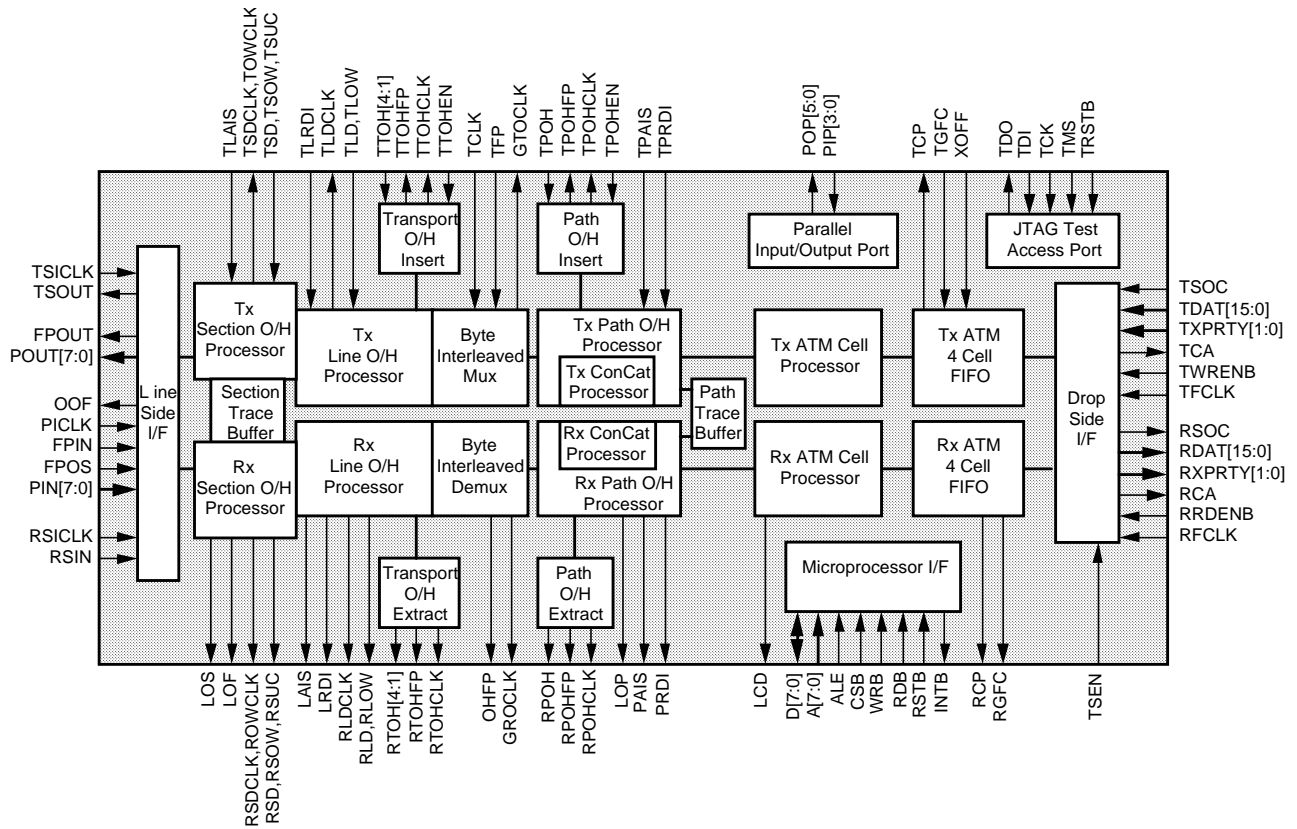 TLAIS
TSDCLK,TOWCLK
TSD,TSOW,TSUC
TLRDI
TLDCLK
TLD,TLOW
TTOH[4:1]
TTOHFP
TTOHCLK
TTOHEN
TCLK
TFP
GTOCLK
TPOH
TPOHFP
TPOHCLK
TPOHEN
TPAIS
TPRDI
POP[5:0]
PIP[3:0]
TCP
TGFC
XOFF
TDO
TDI
TCK
TMS
TRSTB
Transport
O/H
Insert
Path
O/H
Insert
Parallel
Input/Output Port
JTAG Test
Access Port
TSICLK
TSOUT
FPOUT
POUT[7:0]
OOF
PICLK
FPIN
FPOS
PIN[7:0]
RSICLK
RSIN
Line
Side
I/F
Tx
Section O/H
Processor
Section
Trace
Buffer
Rx
Section O/H
Processor
Tx
Line O/H
Processor
Rx
Line O/H
Processor
Byte
Interleaved
Mux
Byte
Interleaved
Demux
Tx Path O/H
Processor
Tx ConCat
Processor
Rx ConCat
Processor
Rx Path O/H
Processor
Path
Trace
Buffer
Tx ATM Cell
Processor
Rx ATM Cell
Processor
Tx ATM
4 Cell
FIFO
Rx ATM
4 Cell
FIFO
Drop
Side
I/F
TSOC
TDAT[15:0]
TXPRTY[1:0]
TCA
TWRENB
TFCLK
RSOC
RDAT[15:0]
RXPRTY[1:0]
RCA
RRDENB
RFCLK
Transport
O/H
Extract
Path
O/H
Extract
Microprocessor I/F
LOS
LOF
RSDCLK,ROWCLK
RSD,RSOW,RSUC
LAIS
LRDI
RLDCLK
RLD,RLOW
RTOH[4:1]
RTOHFP
RTOHCLK
OHFP
GROCLK
RPOH
RPOHFP
RPOHCLK
LOP
PAIS
PRDI
LCD
D[7:0]
A[7:0]
ALE
CSB
WRB
RDB
RSTB
INTB
RCP
RGFC
TSEN